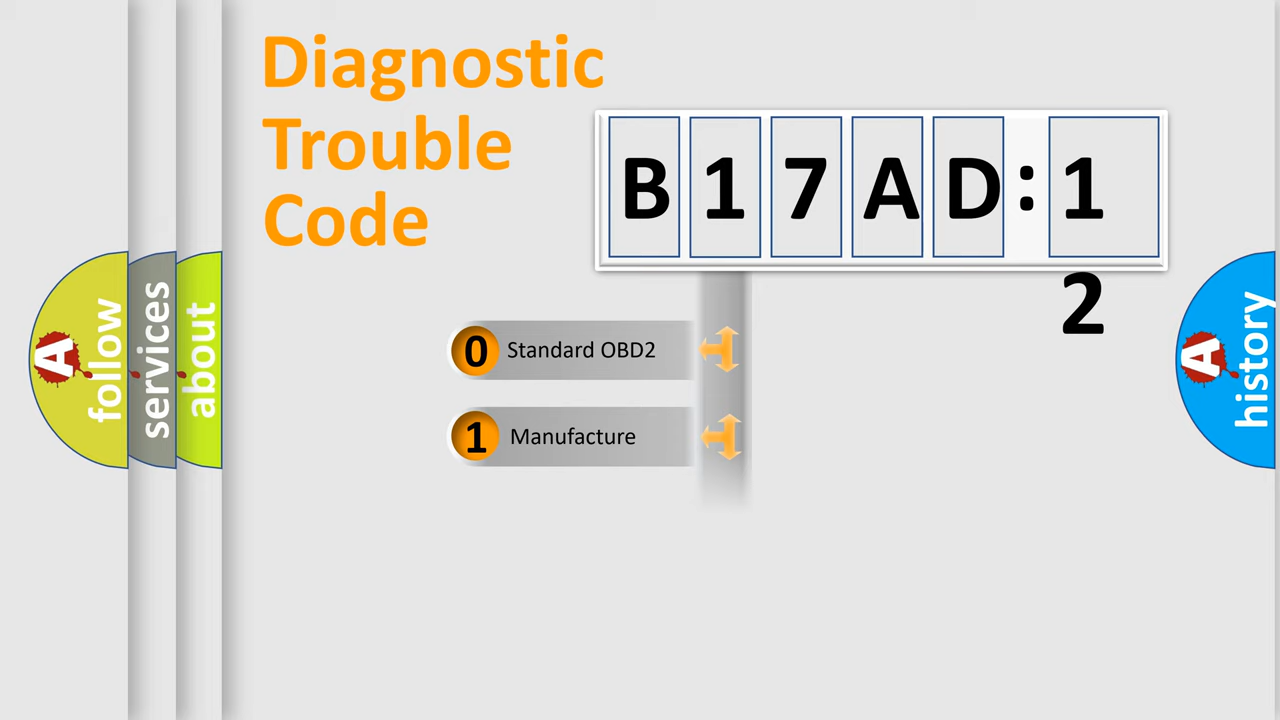 Diagnostic
Trouble
Code
B17AD:1
2
0 Standard OBD2
1 Manufacture
A follow
services
about
A history